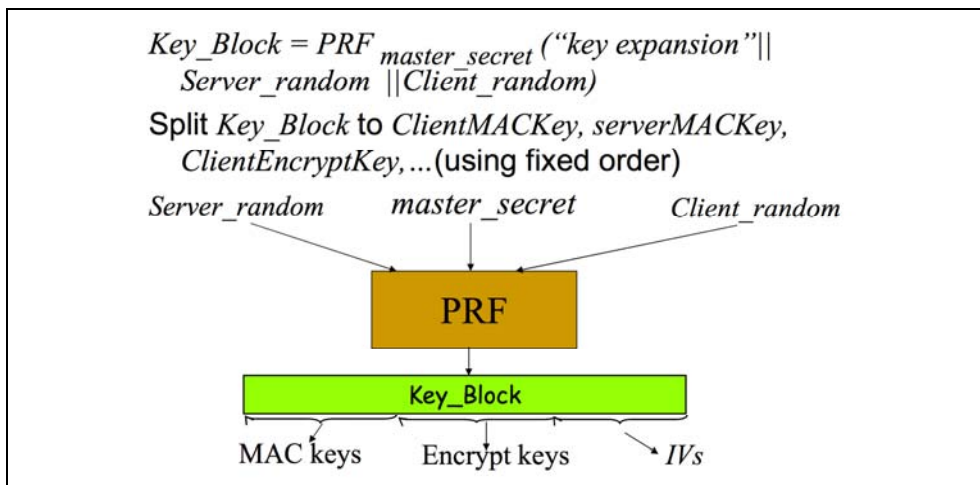 Key_Block = PRF master_secret (“key expansion”||
Server_random ||Client_random)
Split Key_Block to ClientMACKey, serverMACKey,
ClientEncryptKey,…(using fixed order)
Server_random master_secret Client_random
PRF
Key_Block
MAC keys Encrypt keys IVs